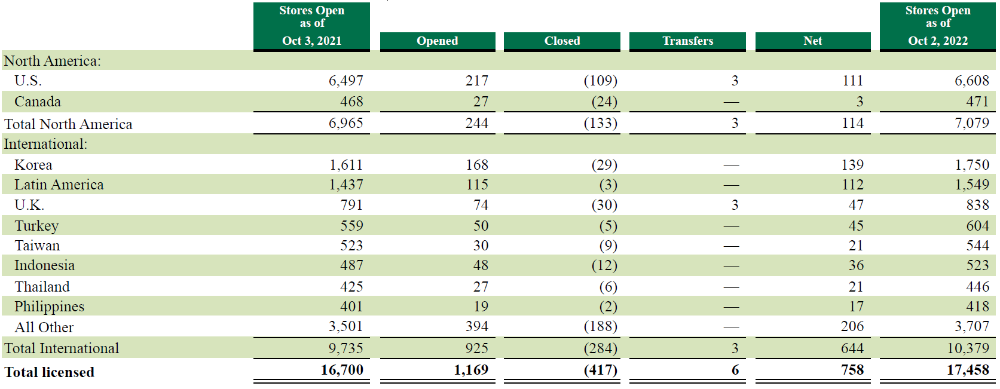 Stores Open as of Oct 3, 2021 Opened Closed Transfers Net Stores Open as of Oct 2, 2022
North America:
U.S. 6,497 217 (109) 3 111 6,608
Canada 468 27 (24) — 3 471
Total North America 6,965 244 (133) 3 114 7,079
International:
Korea 1,611 168 (29) — 139 1,750
Latin America 1,437 115 (3) — 112 1,549
U.K. 791 74 (30) 3 47 838
Turkey 559 50 (5) — 45 604
Taiwan 523 30 (9) — 21 544
Indonesia 487 48 (12) — 36 523
Thailand 425 27 (6) — 21 446
Philippines 401 19 (2) — 17 418
All Other 3,501 394 (188) — 206 3,707
Total International 9,735 925 (284) 3 644 10,379
Total licensed 16,700 1,169 (417) 6 758 17,458